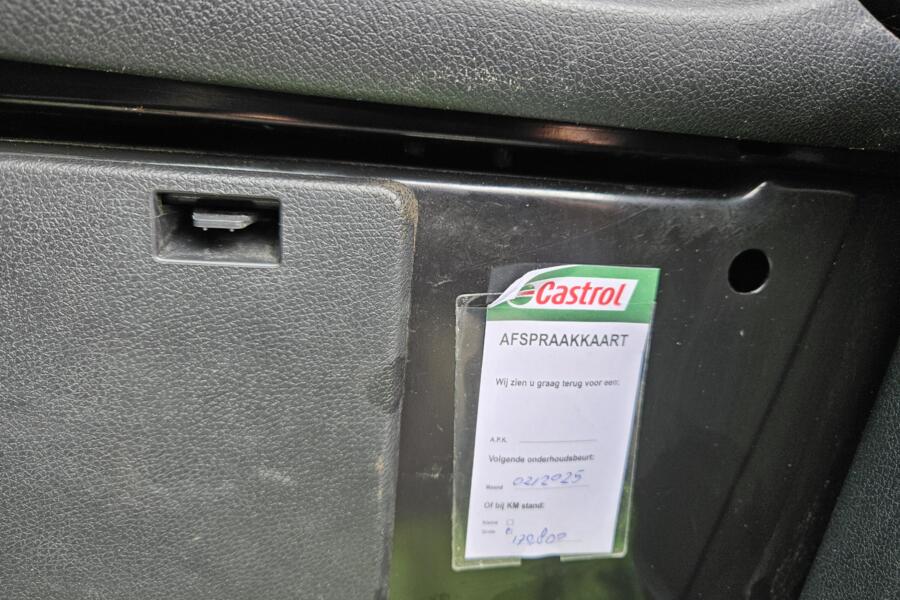 Castrol
AFSPRAAKKAART
Wij zien u graag terug voor een:
A.P.K.
Volgende onderhoudsbeurt:
Maand 02/2025
Of bij KM stand:
Kleine
Grote